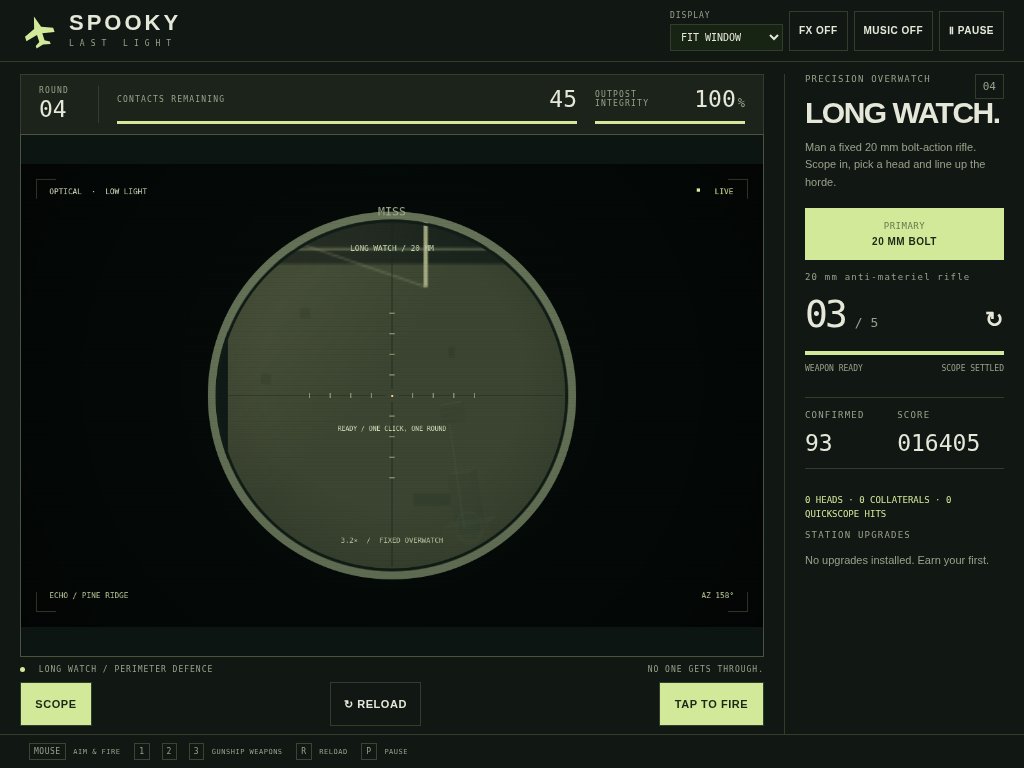 SPOOKY
LAST LIGHT
DISPLAY
FIT WINDOW
FX OFF
MUSIC OFF
II PAUSE
ROUND
04
CONTACTS REMAINING
45
OUTPOST
INTEGRITY
100%
OPTICAL · LOW LIGHT
LIVE
MISS
LONG WATCH / 20 MM
READY / ONE CLICK, ONE ROUND
3.2× / FIXED OVERWATCH
ECHO / PINE RIDGE
AZ 158°
LONG WATCH / PERIMETER DEFENCE
NO ONE GETS THROUGH.
SCOPE
↻ RELOAD
TAP TO FIRE
MOUSE AIM & FIRE 1 2 3 GUNSHIP WEAPONS R RELOAD P PAUSE
PRECISION OVERWATCH
04
LONG WATCH.
Man a fixed 20 mm bolt-action rifle.
Scope in, pick a head and line up the
horde.
PRIMARY
20 MM BOLT
20 mm anti-materiel rifle
03 / 5
↻
WEAPON READY
SCOPE SETTLED
CONFIRMED
93
SCORE
016405
0 HEADS · 0 COLLATERALS · 0
QUICKSCOPE HITS
STATION UPGRADES
No upgrades installed. Earn your first.